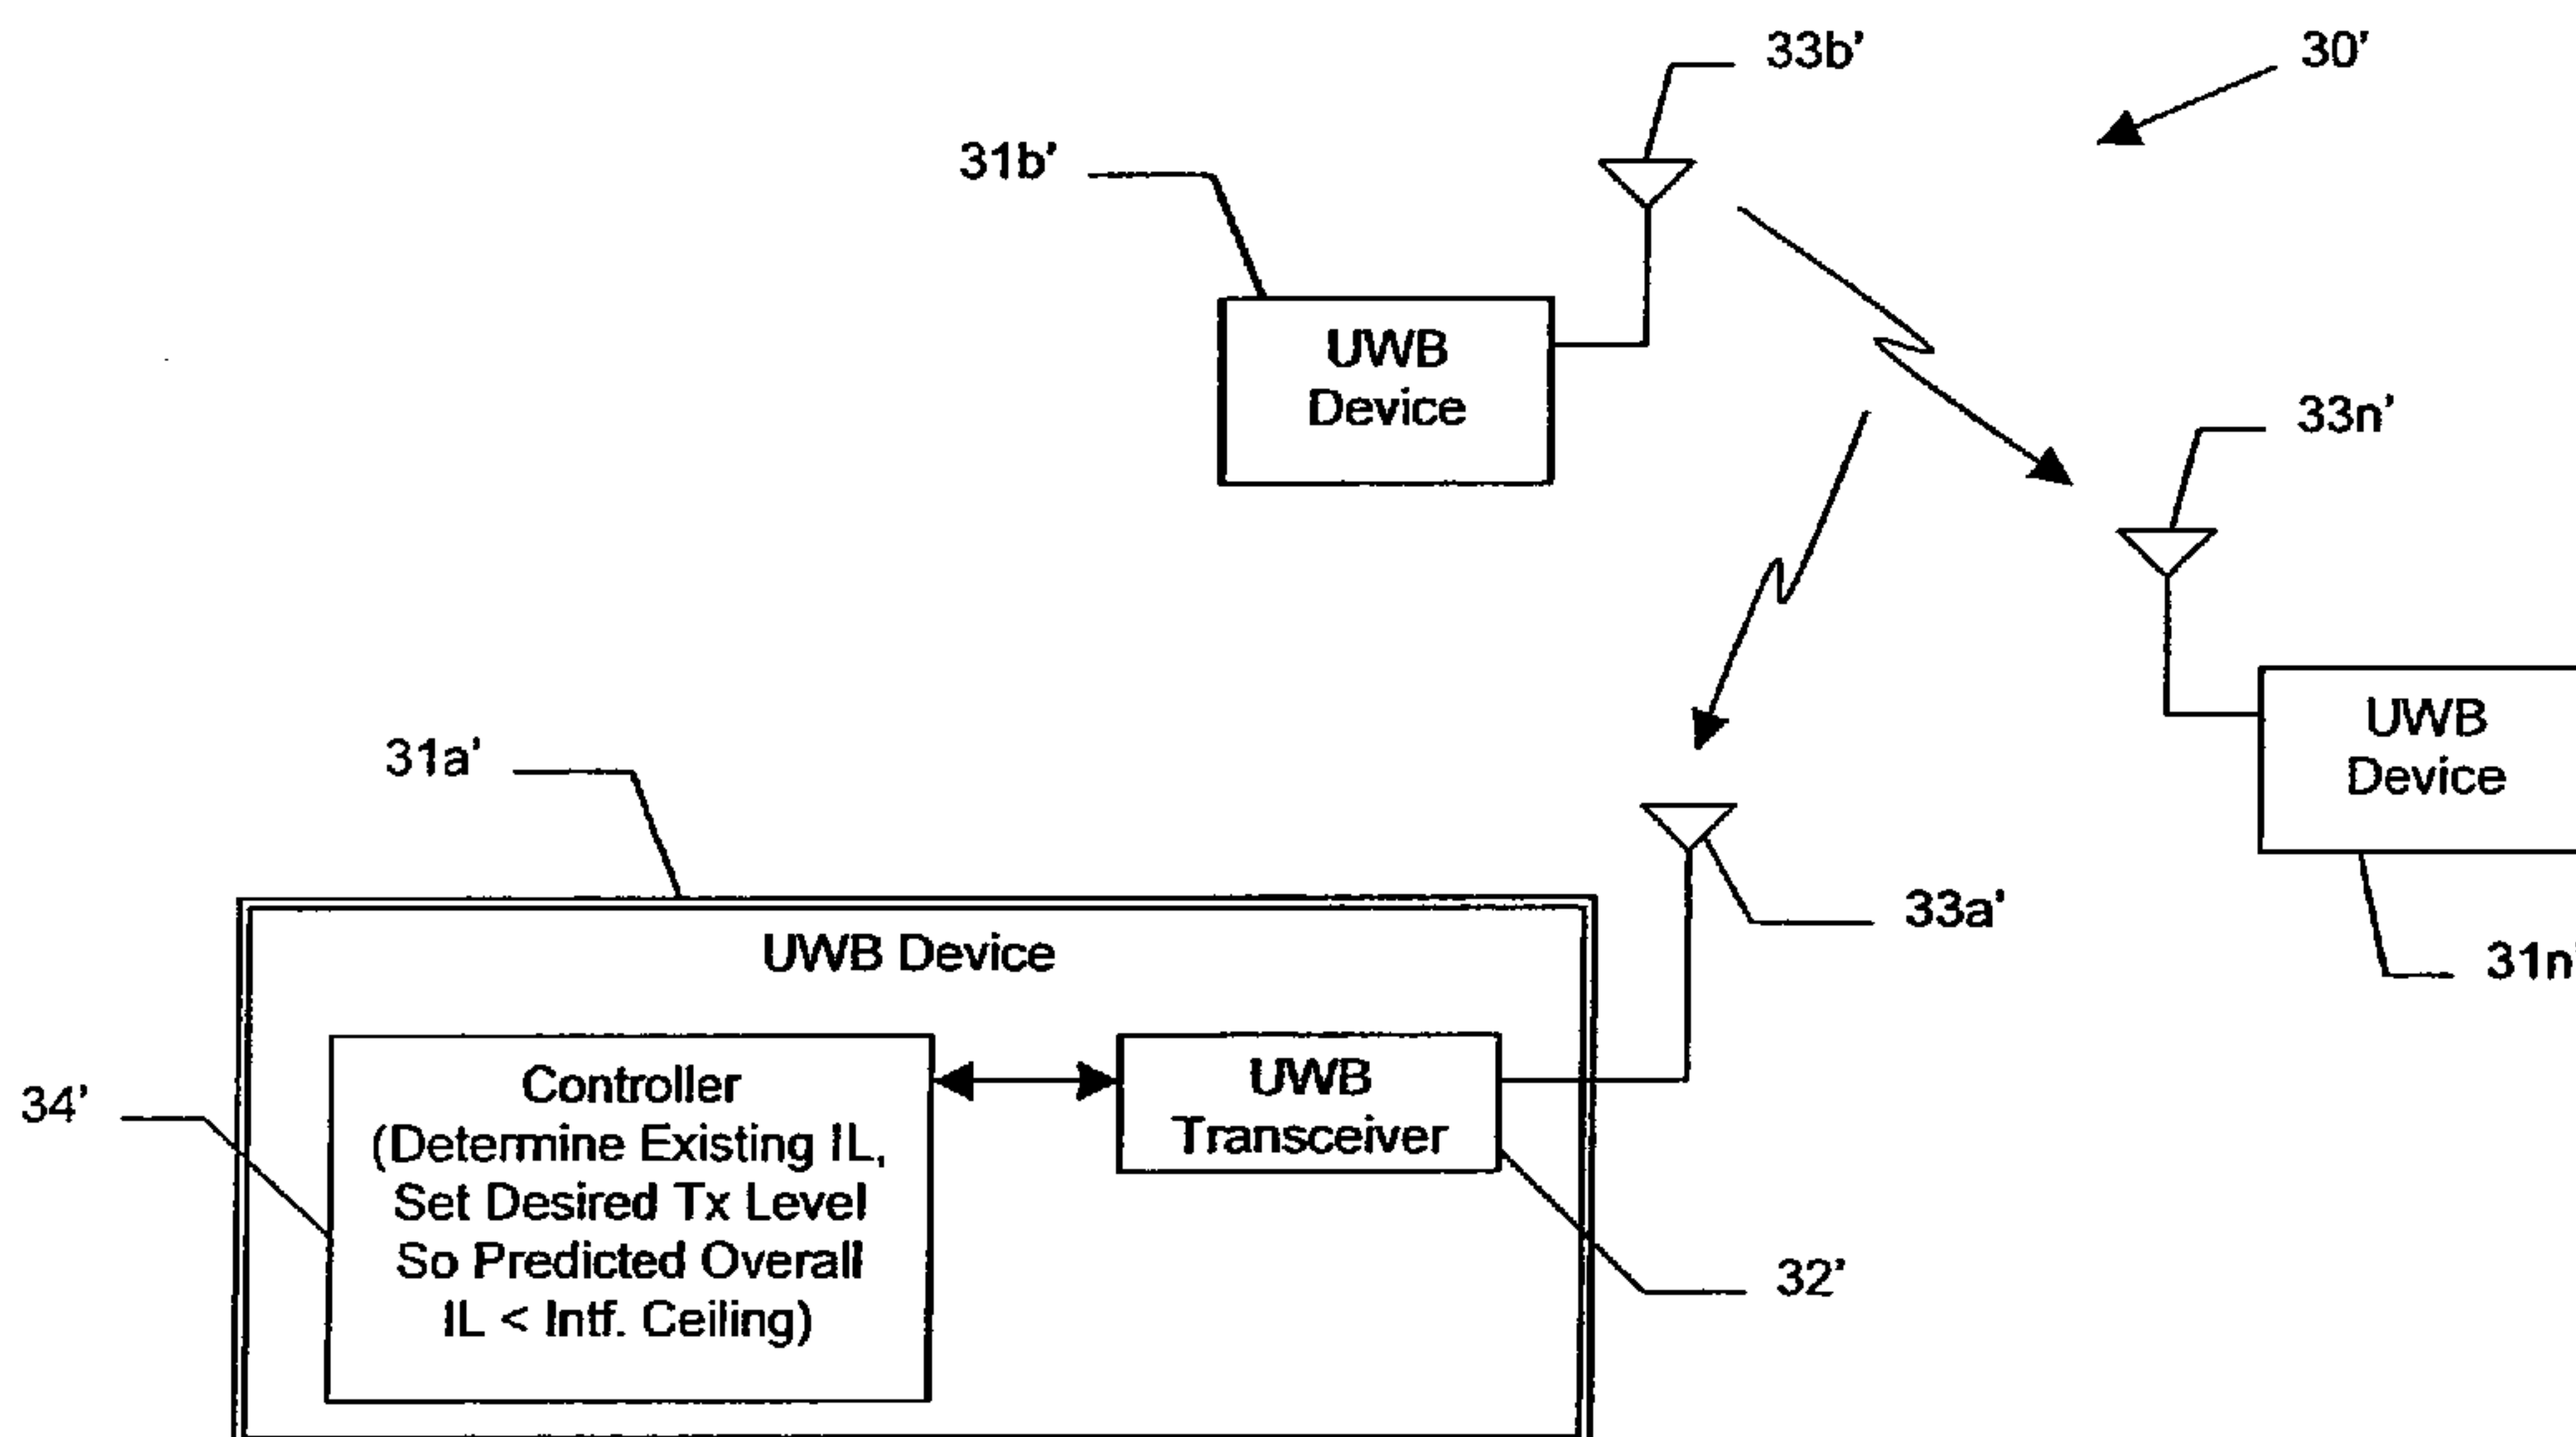 33b’
30’
31b’
UWB
Device
33n’
UWB
Device
31a’
33a’
31n’
UWB Device
Controller
(Determine Existing IL,
Set Desired Tx Level
So Predicted Overall
IL < Intf. Ceiling)
UWB
Transceiver
34’
32’